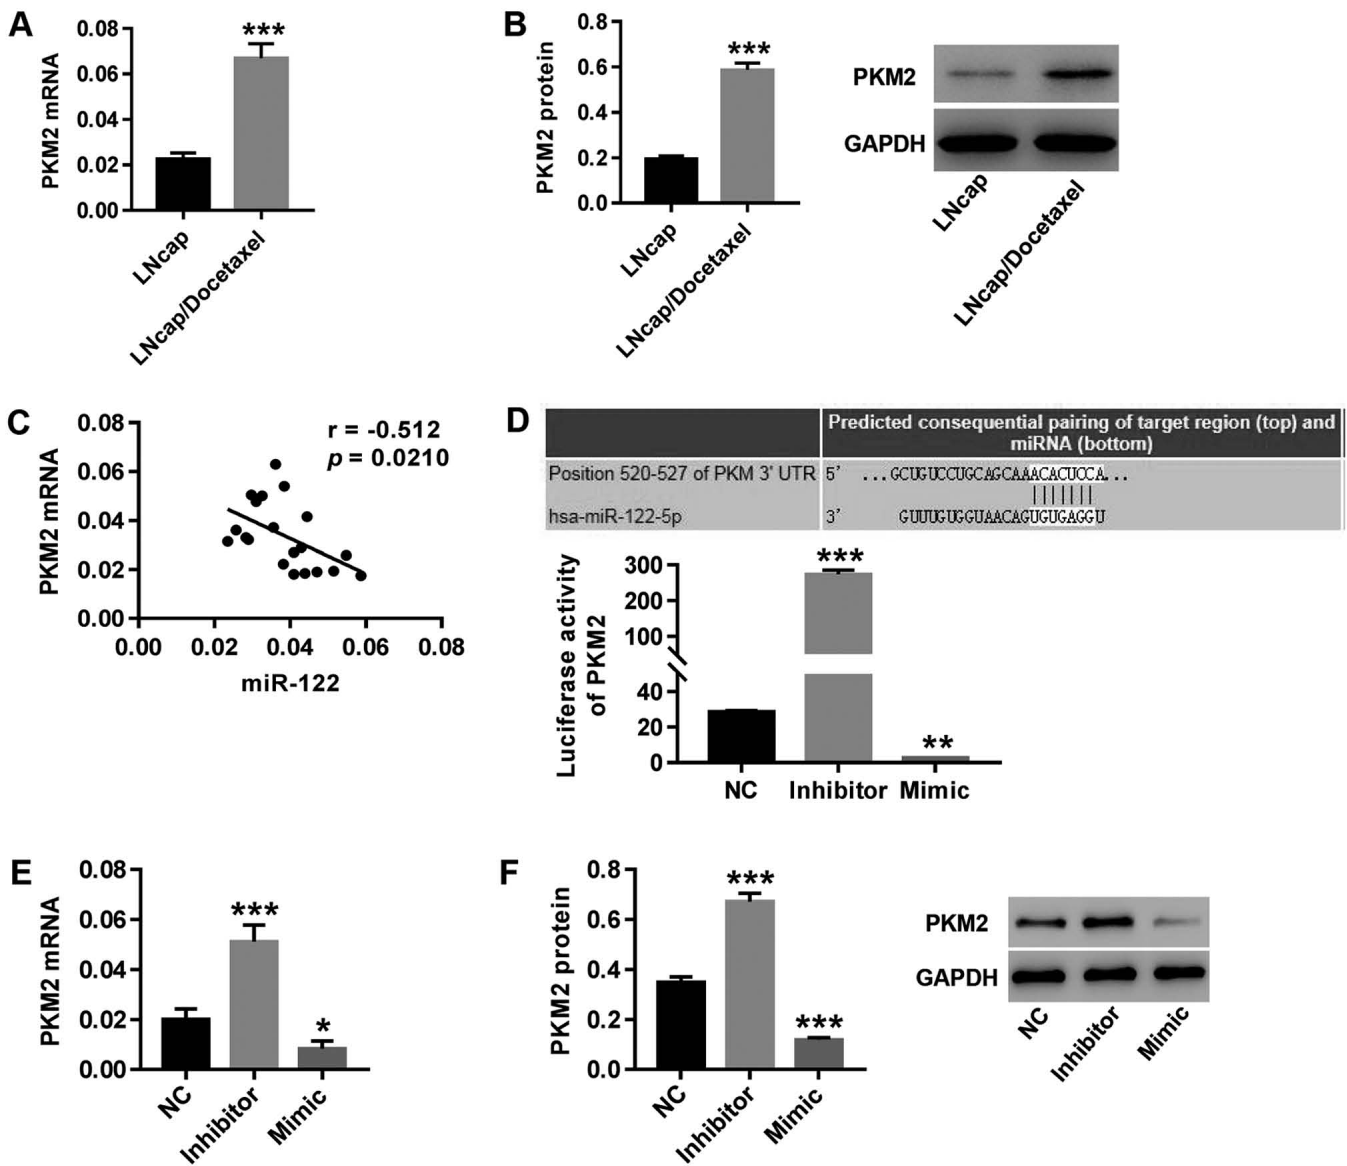 A
PKM2 mRNA
0.08
0.06
0.04
0.02
0.00
***
LNcap
LNcap/Docetaxel
B
PKM2 protein
0.8
0.6
0.4
0.2
0.0
***
LNcap
LNcap/Docetaxel
PKM2
GAPDH
LNcap
LNcap/Docetaxel
C
PKM2 mRNA
0.08
0.06
0.04
0.02
0.00
r = -0.512
p = 0.0210
0.00 0.02 0.04 0.06 0.08
miR-122
D
Predicted consequential pairing of target region (top) and
miRNA (bottom)
Position 520-527 of PKM 3' UTR 5' ...GCUGUCCUGCAGCAAACACUCCA...
hsa-miR-122-5p 3' GUUUGUGGUAACAGUGUGAGGU
Luciferase activity
of PKM2
300
200
100
40
20
0
***
**
NC Inhibitor Mimic
E
PKM2 mRNA
0.08
0.06
0.04
0.02
0.00
***
*
NC
Inhibitor
Mimic
F
PKM2 protein
0.8
0.6
0.4
0.2
0.0
***
***
NC
Inhibitor
Mimic
PKM2
GAPDH
NC
Inhibitor
Mimic